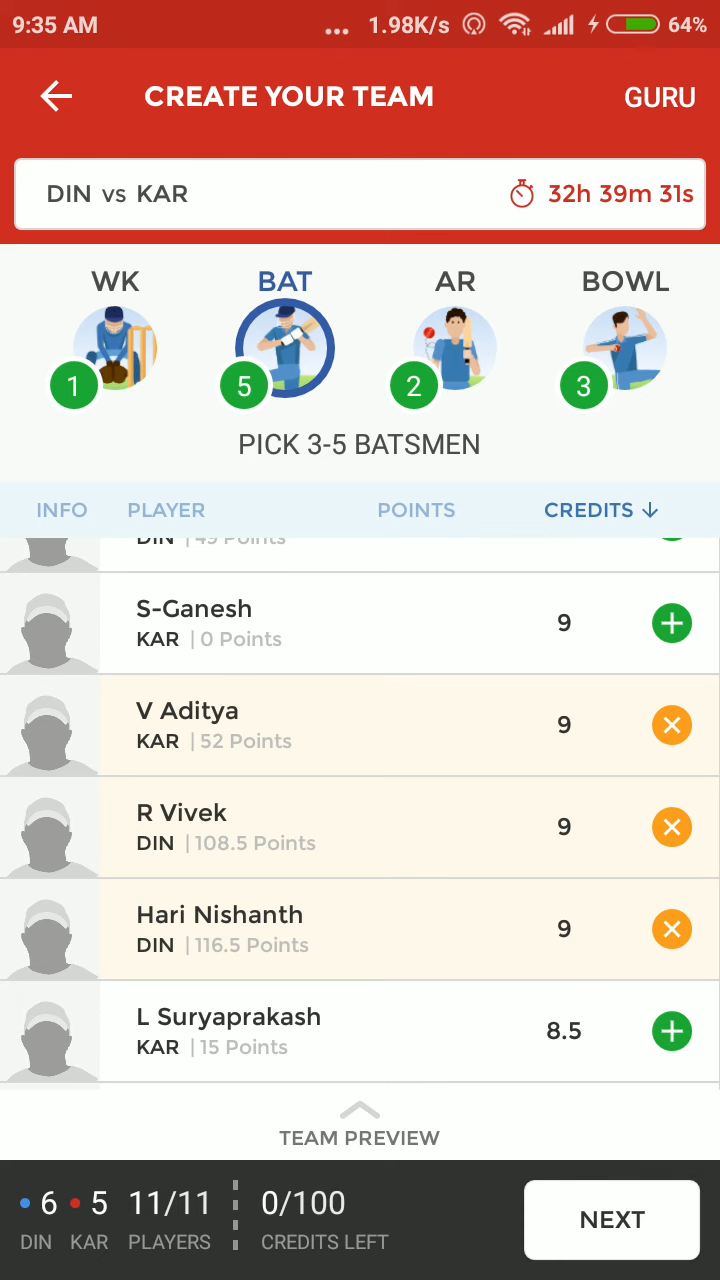 9:35 AM ... 1.98K/s 64%
CREATE YOUR TEAM GURU
DIN vs KAR 32h 39m 31s
WK BAT AR BOWL
1 5 2 3
PICK 3-5 BATSMEN
INFO PLAYER POINTS CREDITS ↓
DIN | 49 Points
S-Ganesh
KAR | 0 Points 9
V Aditya
KAR | 52 Points 9
R Vivek
DIN | 108.5 Points 9
Hari Nishanth
DIN | 116.5 Points 9
L Suryaprakash
KAR | 15 Points 8.5
TEAM PREVIEW
6 5 11/11 0/100
DIN KAR PLAYERS CREDITS LEFT
NEXT